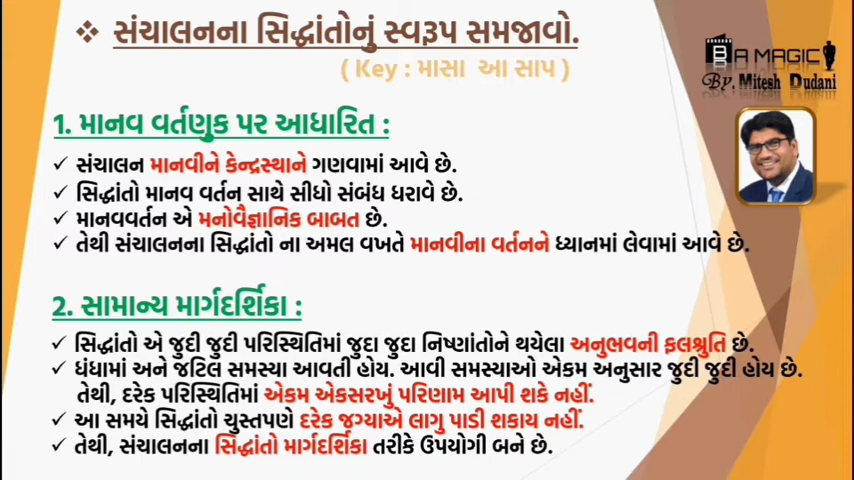 ❖ સંચાલનના સિદ્ધાંતોનું સ્વરૂપ સમજાવો.
( Key : માસા આ સાપ )
BA MAGIC
By. Mitesh Dudani
1. માનવ વર્તણુક પર આધારિત :
✓ સંચાલન માનવીને કેન્દ્રસ્થાને ગણવામાં આવે છે.
✓ સિદ્ધાંતો માનવ વર્તન સાથે સીધો સંબંધ ધરાવે છે.
✓ માનવવર્તન એ મનોવૈજ્ઞાનિક બાબત છે.
✓ તેથી સંચાલનના સિદ્ધાંતો ના અમલ વખતે માનવીના વર્તનને ધ્યાનમાં લેવામાં આવે છે.
2. સામાન્ય માર્ગદર્શિકા :
✓ સિદ્ધાંતો એ જુદી જુદી પરિસ્થિતિમાં જુદા જુદા નિષ્ણાંતોને થયેલા અનુભવની ફલશ્રુતિ છે.
✓ ધંધામાં અને જટિલ સમસ્યા આવતી હોય. આવી સમસ્યાઓ એકમ અનુસાર જુદી જુદી હોય છે.
તેથી, દરેક પરિસ્થિતિમાં એકમ એકસરખું પરિણામ આપી શકે નહીં.
✓ આ સમયે સિદ્ધાંતો ચુસ્તપણે દરેક જગ્યાએ લાગુ પાડી શકાય નહીં.
✓ તેથી, સંચાલનના સિદ્ધાંતો માર્ગદર્શિકા તરીકે ઉપયોગી બને છે.